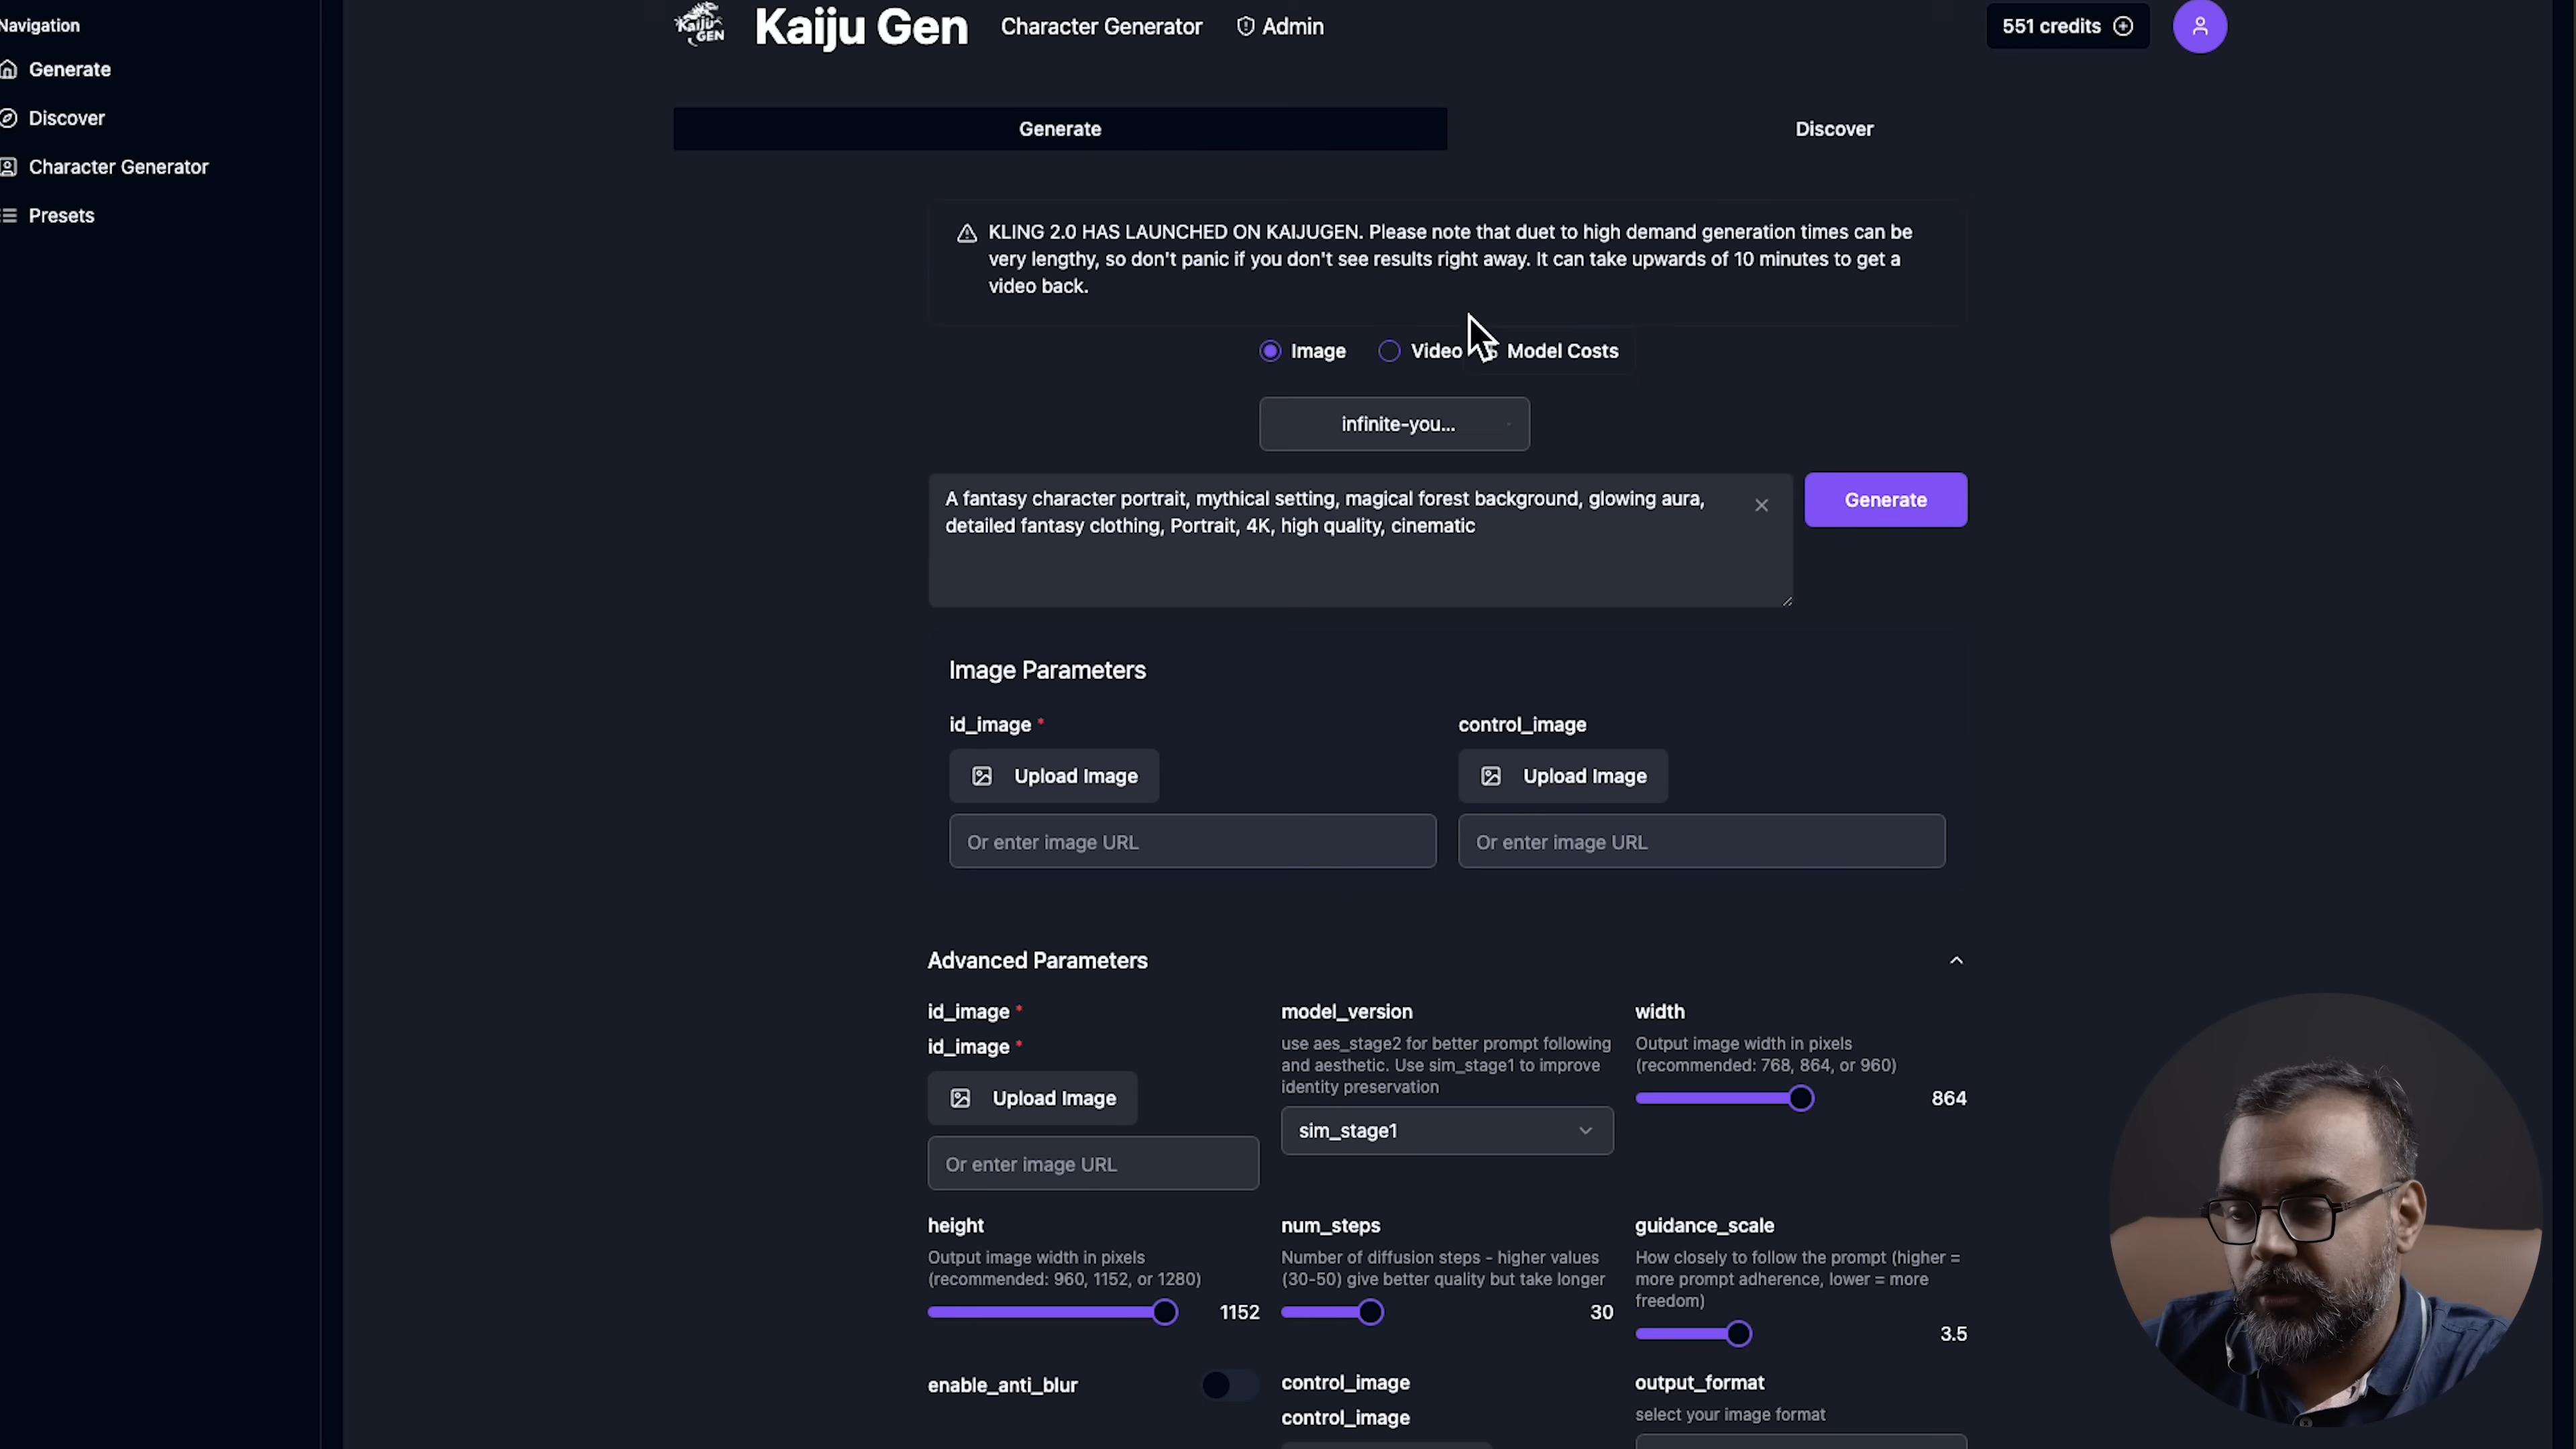 Navigation
Generate
Discover
Character Generator
Presets
Kaiju GEN
Kaiju Gen
Character Generator
Admin
551 credits
Generate
Discover
KLING 2.0 HAS LAUNCHED ON KAIJUGEN. Please note that duet to high demand generation times can be
very lengthy, so don't panic if you don't see results right away. It can take upwards of 10 minutes to get a
video back.
Image
Video
Model Costs
infinite-you...
A fantasy character portrait, mythical setting, magical forest background, glowing aura,
detailed fantasy clothing, Portrait, 4K, high quality, cinematic
Generate
Image Parameters
id_image *
control_image
Upload Image
Upload Image
Or enter image URL
Or enter image URL
Advanced Parameters
id_image *
id_image *
Upload Image
Or enter image URL
model_version
use aes_stage2 for better prompt following
and aesthetic. Use sim_stage1 to improve
identity preservation
sim_stage1
width
Output image width in pixels
(recommended: 768, 864, or 960)
864
height
Output image width in pixels
(recommended: 960, 1152, or 1280)
1152
num_steps
Number of diffusion steps - higher values
(30-50) give better quality but take longer
30
guidance_scale
How closely to follow the prompt (higher =
more prompt adherence, lower = more
freedom)
3.5
enable_anti_blur
control_image
control_image
output_format
select your image format